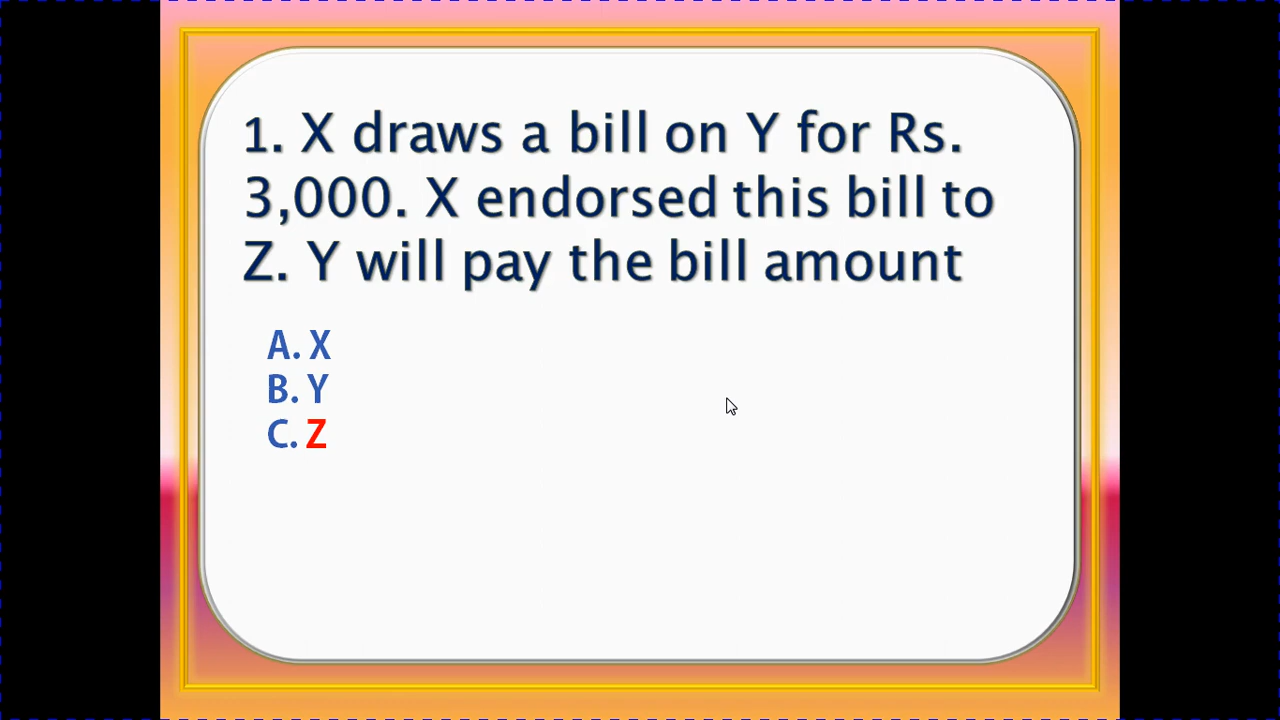 1. X draws a bill on Y for Rs.
3,000. X endorsed this bill to
Z. Y will pay the bill amount
A. X
B. Y
C. Z